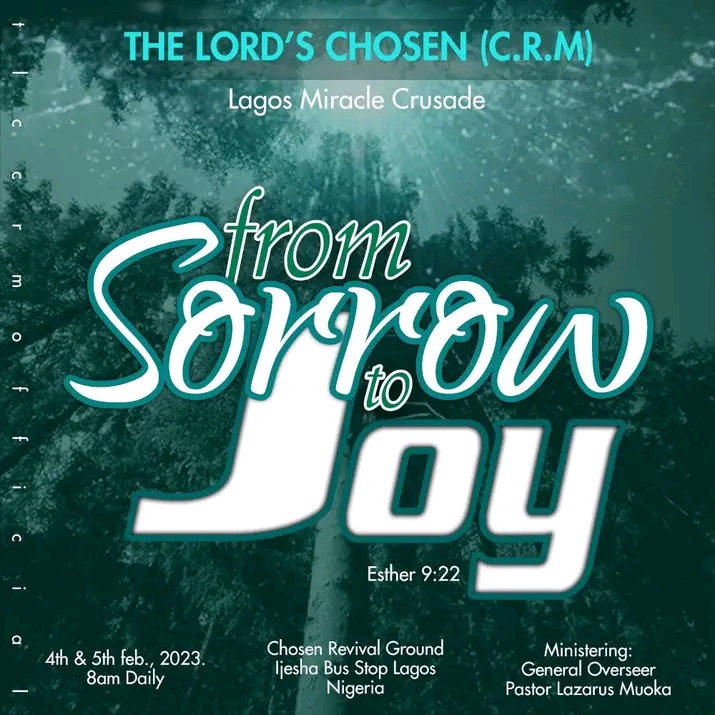 THE LORD'S CHOSEN (C.R.M)
Lagos Miracle Crusade
from
Sorrow
to
Joy
Esther 9:22
4th & 5th feb., 2023.
8am Daily
Chosen Revival Ground
Ijesha Bus Stop Lagos
Nigeria
Ministering:
General Overseer
Pastor Lazarus Muoka
tlccrmofficial